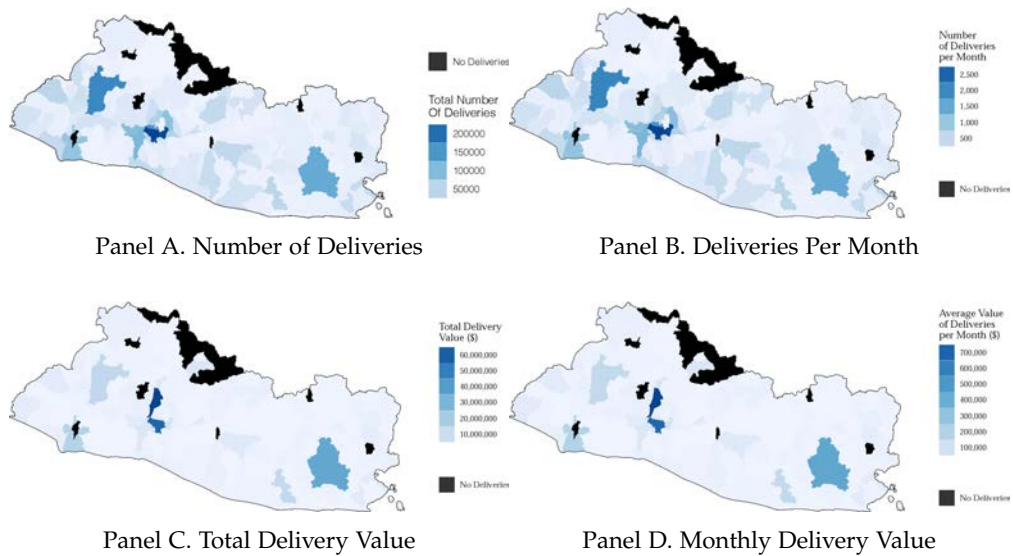 No Deliveries
Total Number
Of Deliveries
200000
150000
100000
50000
Panel A. Number of Deliveries
Number
of Deliveries
per Month
2,500
2,000
1,500
1,000
500
No Deliveries
Panel B. Deliveries Per Month
Total Delivery
Value ($)
60,000,000
50,000,000
40,000,000
30,000,000
20,000,000
10,000,000
No Deliveries
Panel C. Total Delivery Value
Average Value
of Deliveries
per Month ($)
700,000
600,000
500,000
400,000
300,000
200,000
100,000
No Deliveries
Panel D. Monthly Delivery Value